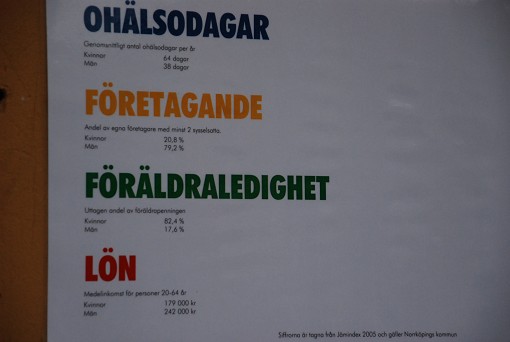 OHÄLSODAGAR
Genomsnittligt antal ohälsodagar per år
Kvinnor 64 dagar
Män 38 dagar
FÖRETAGANDE
Andel av egna företagare med minst 2 sysselsatta.
Kvinnor 20,8 %
Män 79,2 %
FÖRÄLDRALEDIGHET
Uttagen andel av föräldrapenningen
Kvinnor 82,4 %
Män 17,6 %
LÖN
Medelinkomst för personer 20-64 år
Kvinnor 179 000 kr
Män 242 000 kr
Siffrorna är tagna från Jämindex 2005 och gäller Norrköpings kommun